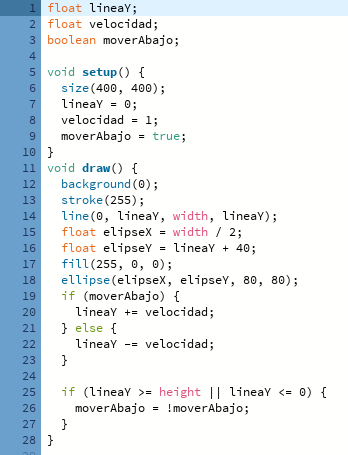 1 float lineaY;
2 float velocidad;
3 boolean moverAbajo;
4
5 void setup() {
6   size(400, 400);
7   lineaY = 0;
8   velocidad = 1;
9   moverAbajo = true;
10 }
11 void draw() {
12   background(0);
13   stroke(255);
14   line(0, lineaY, width, lineaY);
15   float elipseX = width / 2;
16   float elipseY = lineaY + 40;
17   fill(255, 0, 0);
18   ellipse(elipseX, elipseY, 80, 80);
19   if (moverAbajo) {
20     lineaY += velocidad;
21   } else {
22     lineaY -= velocidad;
23   }
24
25   if (lineaY >= height || lineaY <= 0) {
26     moverAbajo = !moverAbajo;
27   }
28 }